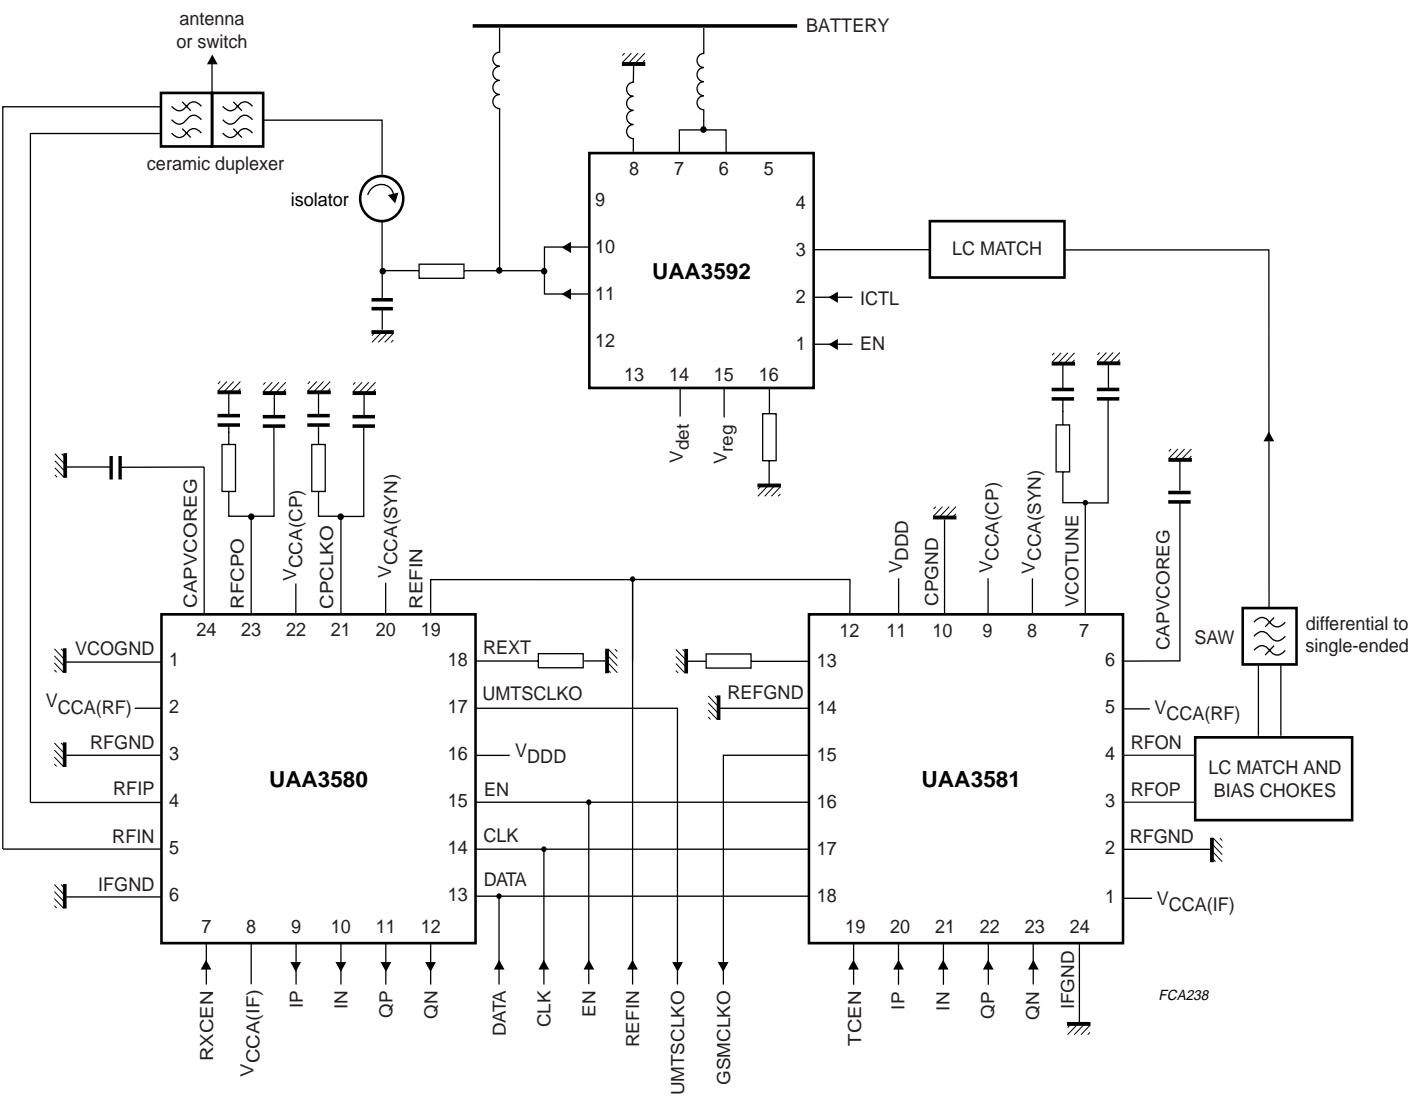 antenna
or switch
BATTERY
ceramic duplexer
isolator
8 7 6 5
9 4
10 3
UAA3592
11 2
12 1
13 14 15 16
LC MATCH
ICTL
EN
Vdet
Vreg
CAPVCOREG
RFCPO
VCCA(CP)
CPCLKO
VCCA(SYN)
REFIN
VDDD
CPGND
VCCA(CP)
VCCA(SYN)
VCOTUNE
CAPVCOREG
SAW
differential to
single-ended
24 23 22 21 20 19
VCOGND 1
VCCA(RF) 2
RFGND 3
RFIP 4
RFIN 5
IFGND 6
UAA3580
18 REXT
17 UMTSCLKO
16 VDDD
15 EN
14 CLK
13 DATA
7 8 9 10 11 12
RXCEN
VCCA(IF)
IP
IN
QP
QN
DATA
CLK
EN
REFIN
UMTSCLKO
GSMCLKO
12 11 10 9 8 7
13
REFGND 14
15
16
17
18
UAA3581
6
5 VCCA(RF)
4 RFON
3 RFOP
2 RFGND
1 VCCA(IF)
LC MATCH AND
BIAS CHOKES
19 20 21 22 23 24
TCEN
IP
IN
QP
QN
IFGND
FCA238